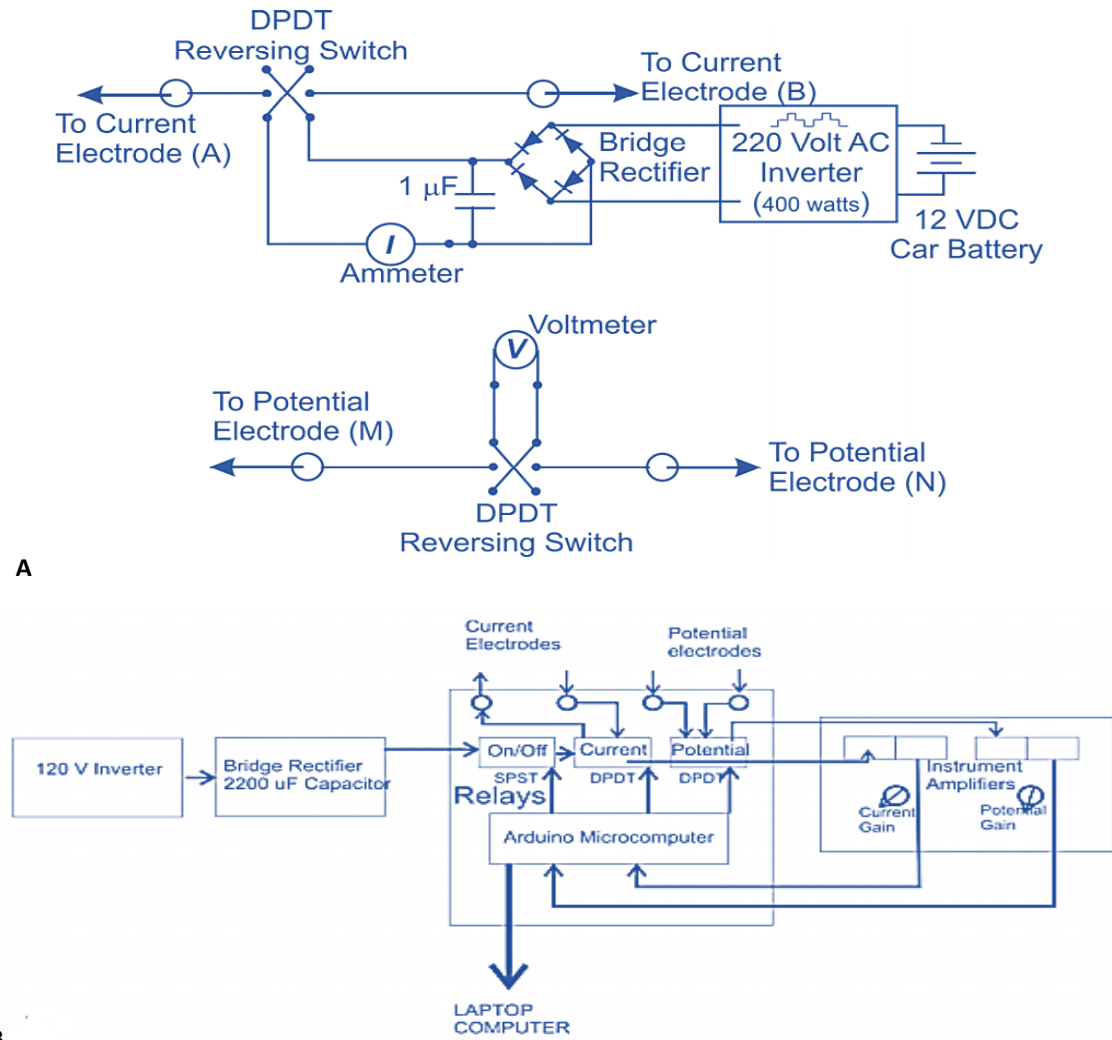 DPDT
Reversing Switch
To Current
Electrode (A)
To Current
Electrode (B)
Bridge
Rectifier
220 Volt AC
Inverter
(400 watts)
12 VDC
Car Battery
1 μF
I
Ammeter
Voltmeter
V
To Potential
Electrode (M)
To Potential
Electrode (N)
DPDT
Reversing Switch
A
Current
Electrodes
Potential
electrodes
120 V Inverter
Bridge Rectifier
2200 uF Capacitor
On/Off
Current
Potential
SPST
DPDT
DPDT
Relays
Arduino Microcomputer
Instrument
Amplifiers
Current
Gain
Potential
Gain
LAPTOP
COMPUTER